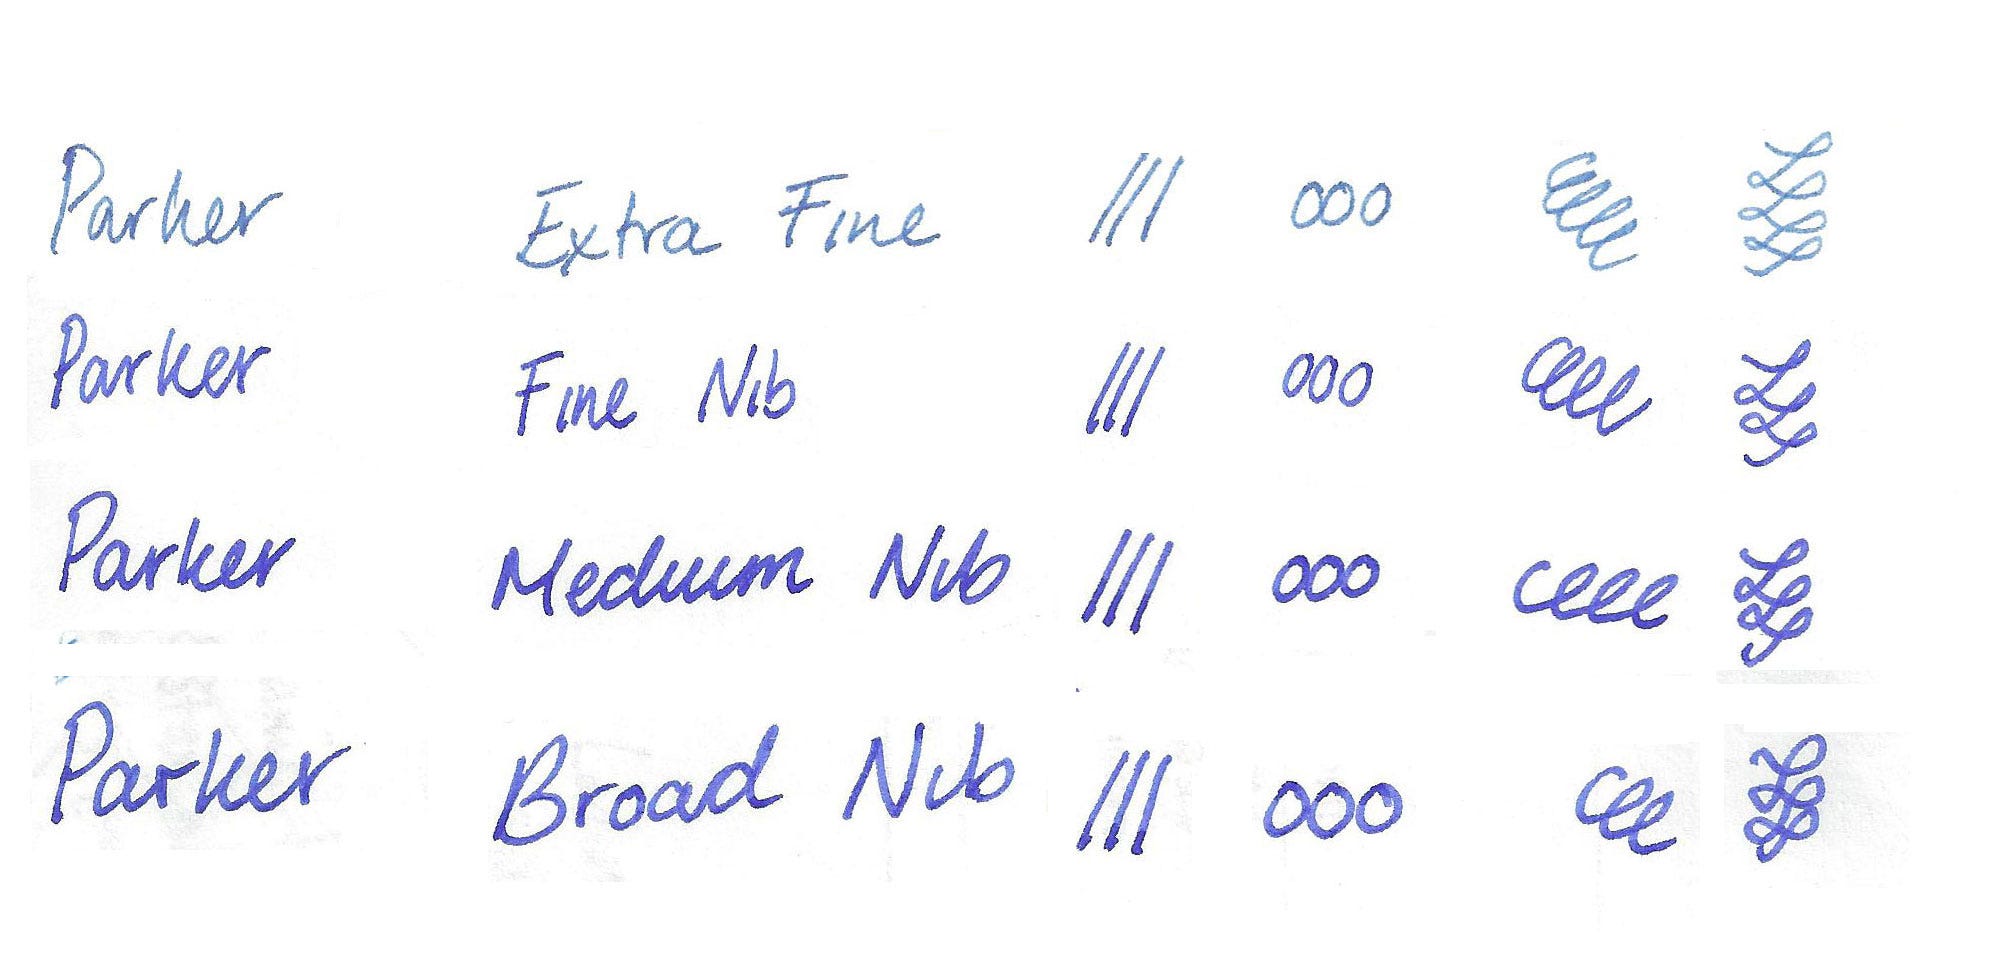 Parker Extra Fine /// ooo
Parker Fine Nib /// ooo
Parker Medium Nib /// ooo
Parker Broad Nib /// ooo